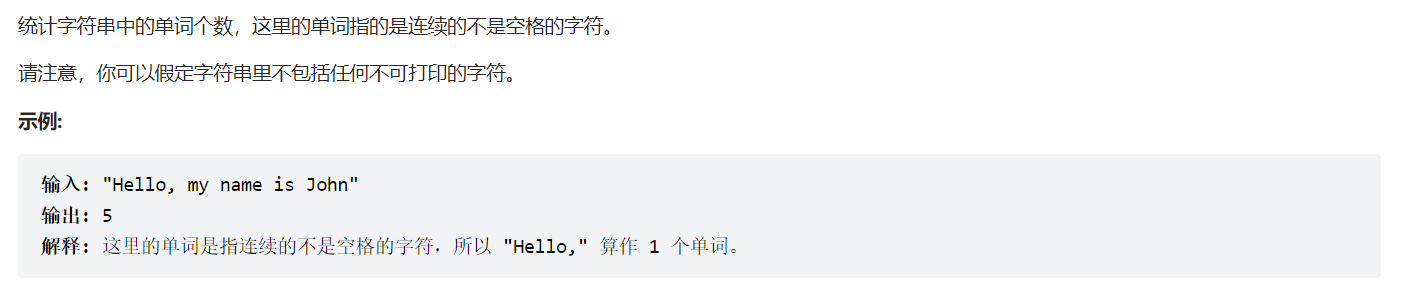 统计字符串中的单词个数，这里的单词指的是连续的不是空格的字符。
请注意，你可以假定字符串里不包括任何不可打印的字符。
示例:
输入: "Hello, my name is John"
输出: 5
解释: 这里的单词是指连续的不是空格的字符，所以 "Hello," 算作 1 个单词。